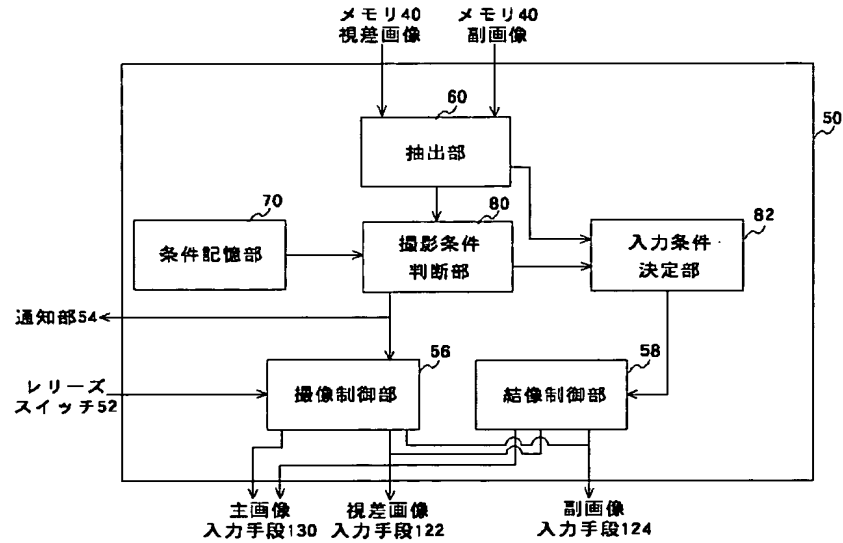 メモリ40
視差画像
メモリ40
副画像
60
50
抽出部
70
80
82
条件記憶部
撮影条件
判断部
入力条件
決定部
通知部54
56
58
レリーズ
スイッチ52
撮像制御部
結像制御部
主画像
入力手段130
視差画像
入力手段122
副画像
入力手段124